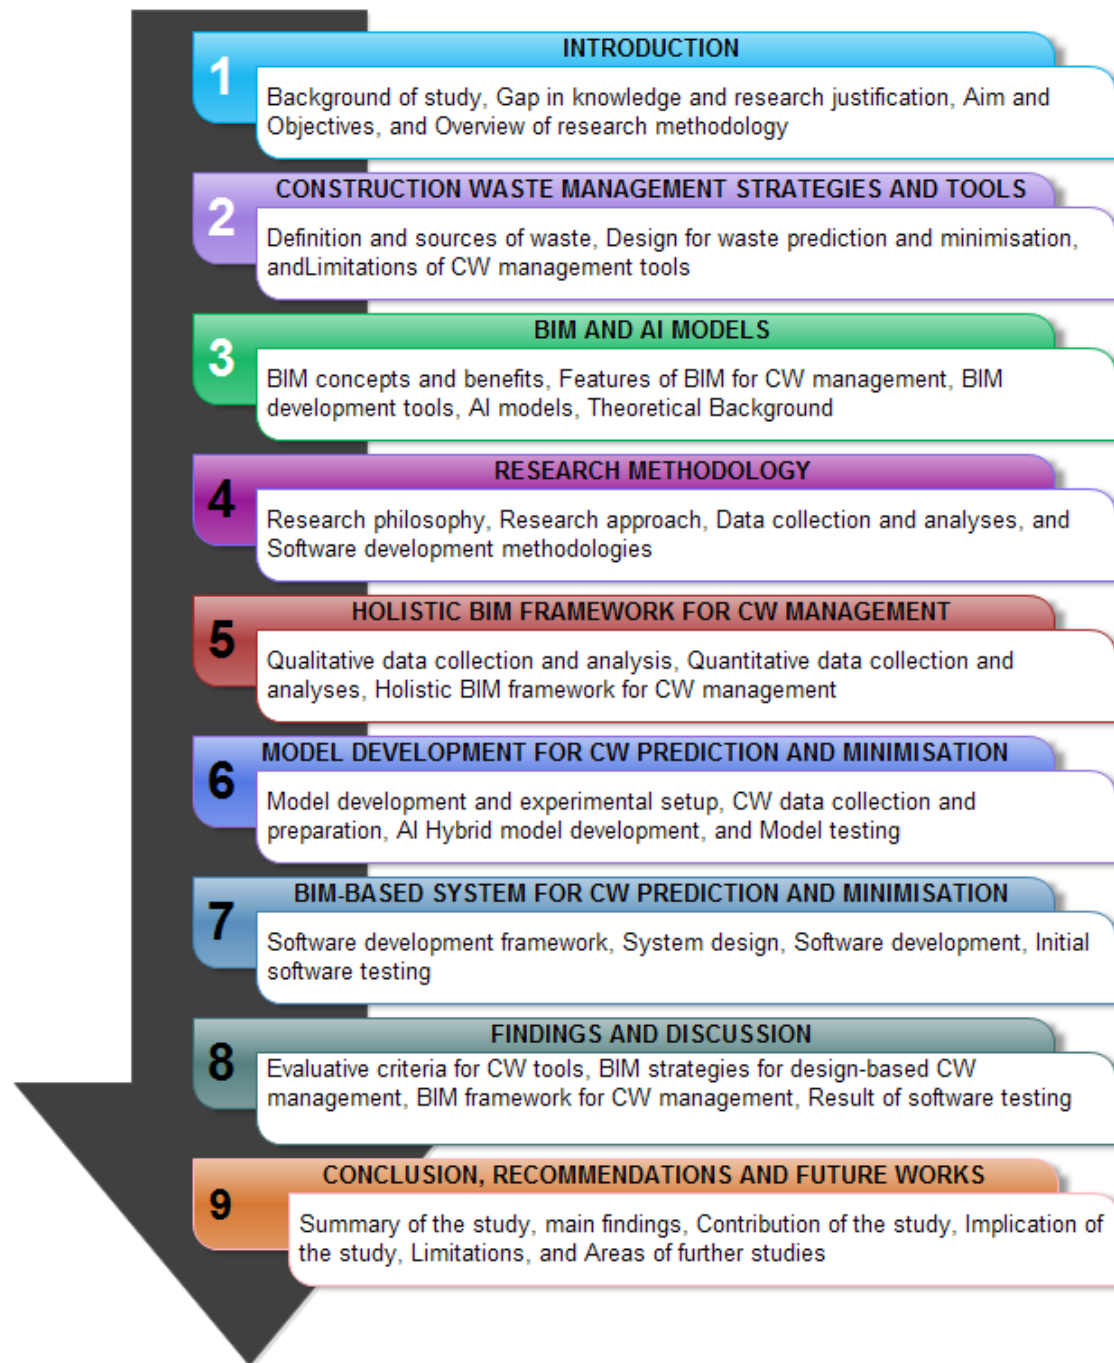 INTRODUCTION
1
Background of study, Gap in knowledge and research justification, Aim and
Objectives, and Overview of research methodology
CONSTRUCTION WASTE MANAGEMENT STRATEGIES AND TOOLS
2
Definition and sources of waste, Design for waste prediction and minimisation,
andLimitations of CW management tools
BIM AND AI MODELS
3
BIM concepts and benefits, Features of BIM for CW management, BIM
development tools, AI models, Theoretical Background
RESEARCH METHODOLOGY
4
Research philosophy, Research approach, Data collection and analyses, and
Software development methodologies
HOLISTIC BIM FRAMEWORK FOR CW MANAGEMENT
5
Qualitative data collection and analysis, Quantitative data collection and
analyses, Holistic BIM framework for CW management
MODEL DEVELOPMENT FOR CW PREDICTION AND MINIMISATION
6
Model development and experimental setup, CW data collection and
preparation, AI Hybrid model development, and Model testing
BIM-BASED SYSTEM FOR CW PREDICTION AND MINIMISATION
7
Software development framework, System design, Software development, Initial
software testing
FINDINGS AND DISCUSSION
8
Evaluative criteria for CW tools, BIM strategies for design-based CW
management, BIM framework for CW management, Result of software testing
CONCLUSION, RECOMMENDATIONS AND FUTURE WORKS
9
Summary of the study, main findings, Contribution of the study, Implication of
the study, Limitations, and Areas of further studies